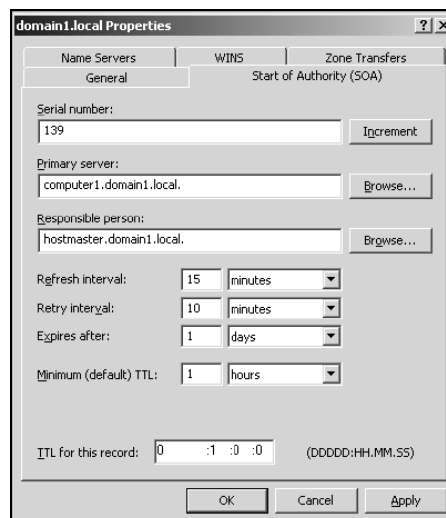 domain1.local Properties ? X
Name Servers WINS Zone Transfers
General Start of Authority (SOA)
Serial number:
139 Increment
Primary server:
computer1.domain1.local. Browse...
Responsible person:
hostmaster.domain1.local. Browse...
Refresh interval: 15 minutes
Retry interval: 10 minutes
Expires after: 1 days
Minimum (default) TTL: 1 hours
TTL for this record: 0 :1 :0 :0 (DDDDD:HH.MM.SS)
OK Cancel Apply